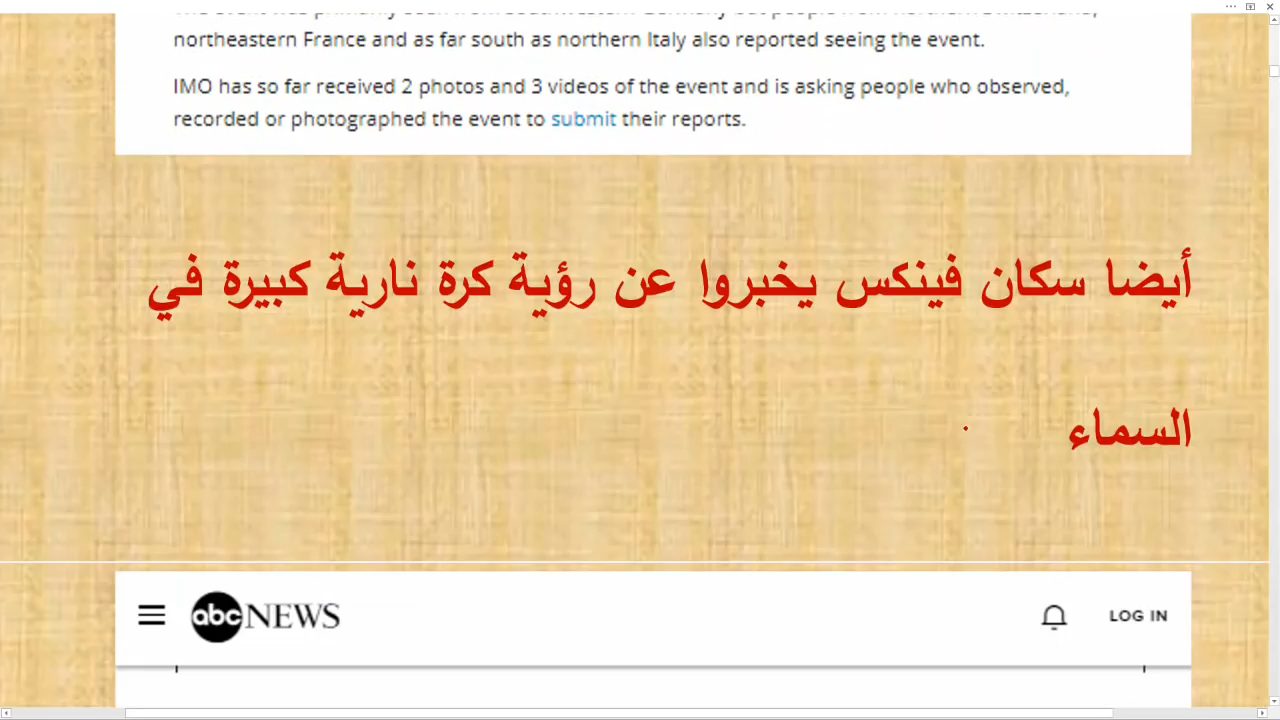 northeastern France and as far south as northern Italy also reported seeing the event.
IMO has so far received 2 photos and 3 videos of the event and is asking people who observed,
recorded or photographed the event to submit their reports.
أيضا سكان فينكس يخبروا عن رؤية كرة نارية كبيرة في
السماء
abc NEWS
LOG IN